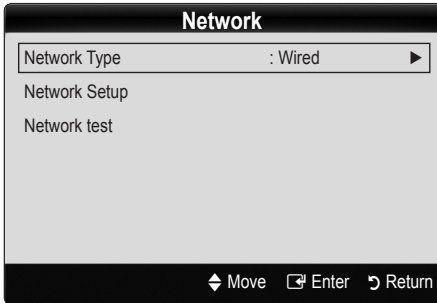 Network
Network Type : Wired ▶
Network Setup
Network test
Move Enter Return